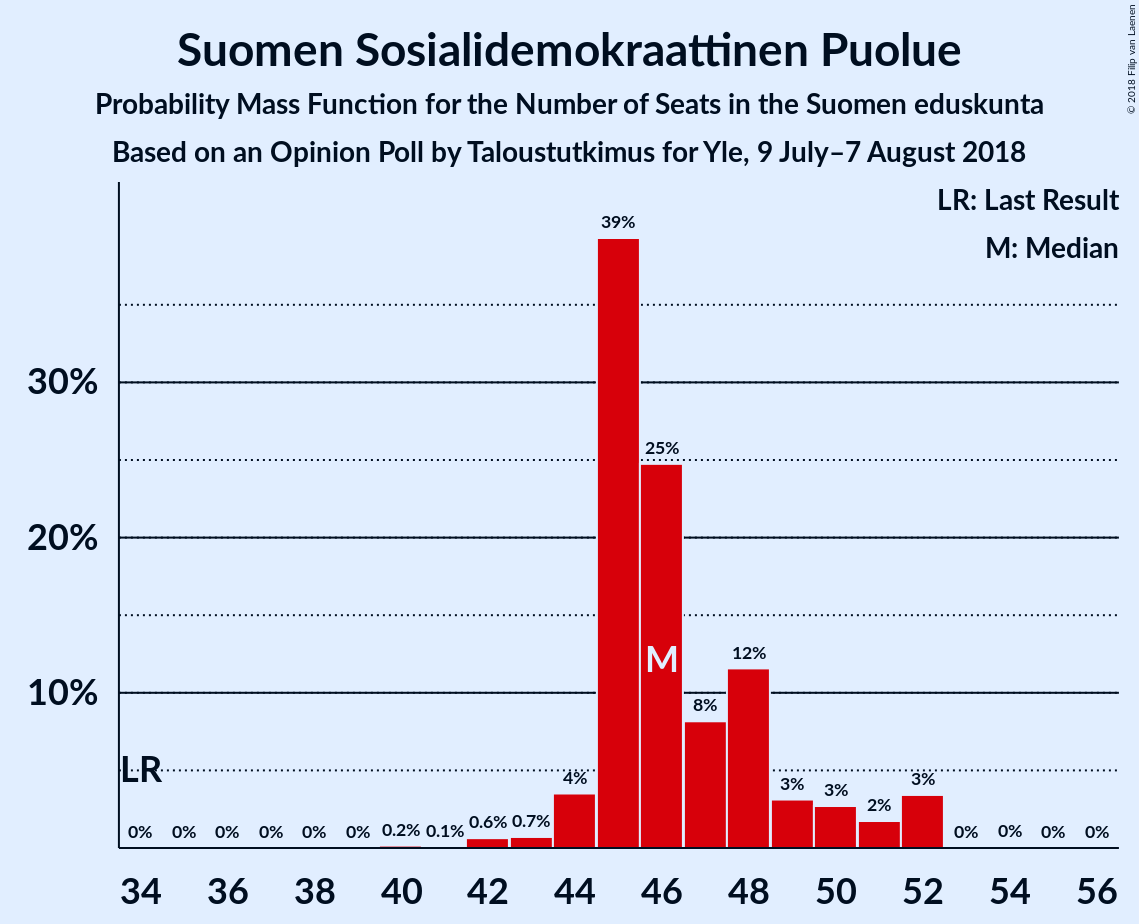 Suomen Sosialidemokraattinen Puolue
Probability Mass Function for the Number of Seats in the Suomen eduskunta
Based on an Opinion Poll by Taloustutkimus for Yle, 9 July–7 August 2018
© 2018 Filip van Laenen
LR: Last Result
M: Median
39%
30%
25%
20%
M
12%
10%
8%
LR
4%
3%
3%
2%
3%
0% 0% 0% 0% 0% 0% 0.2% 0.1% 0.6% 0.7% 0% 0% 0% 0%
34 36 38 40 42 44 46 48 50 52 54 56